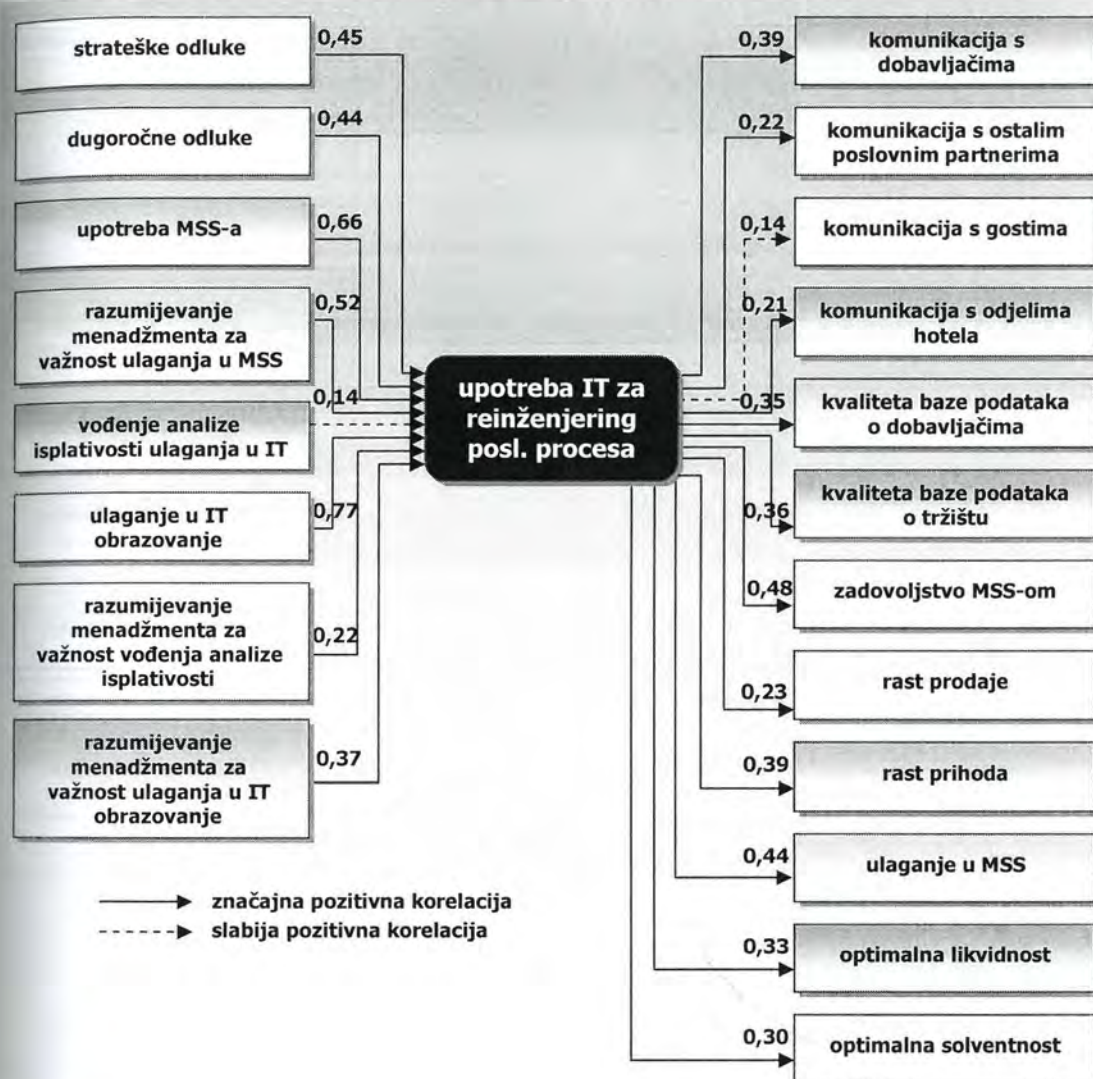 strateške odluke
0,45
dugoročne odluke
0,44
upotreba MSS-a
0,66
razumijevanje
menadžmenta za
važnost ulaganja u MSS
0,52
vođenje analize
isplativosti ulaganja u IT
0,14
ulaganje u IT
obrazovanje
0,77
razumijevanje
menadžmenta za
važnost vođenja analize
isplativosti
0,22
razumijevanje
menadžmenta za
važnost ulaganja u IT
obrazovanje
0,37
upotreba IT za
reinženjering
posl. procesa
0,39
komunikacija s
dobavljačima
0,22
komunikacija s ostalim
poslovnim partnerima
0,14
komunikacija s gostima
0,21
komunikacija s odjelima
hotela
0,35
kvaliteta baze podataka
o dobavljačima
0,36
kvaliteta baze podataka
o tržištu
0,48
zadovoljstvo MSS-om
0,23
rast prodaje
0,39
rast prihoda
0,44
ulaganje u MSS
0,33
optimalna likvidnost
0,30
optimalna solventnost
značajna pozitivna korelacija
slabija pozitivna korelacija